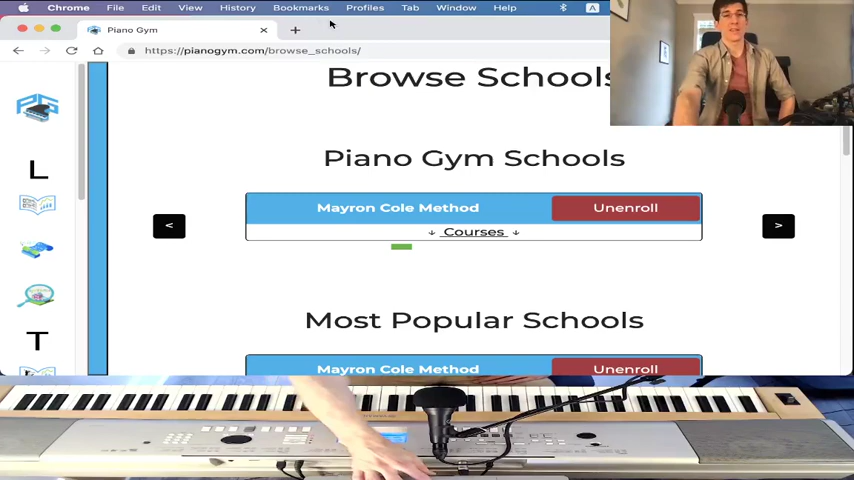 Chrome File Edit View History Bookmarks Profiles Tab Window Help A
Piano Gym
https://pianogym.com/browse_schools/
PG
Browse Schools
Piano Gym Schools
L
Mayron Cole Method Unenroll
< ↓ Courses ↓ >
Most Popular Schools
T
Mayron Cole Method Unenroll